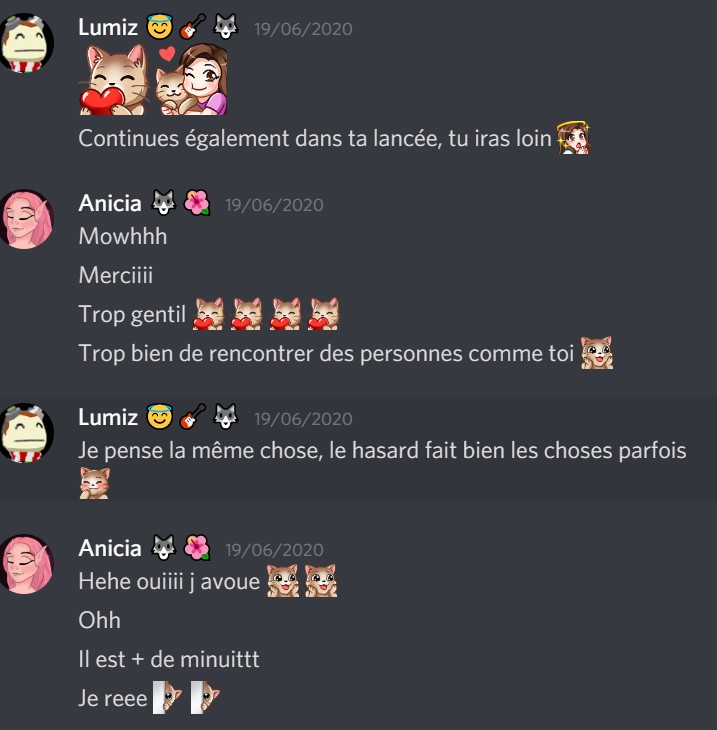 Lumiz 😇 🎸 🐺 19/06/2020
Continues également dans ta lancée, tu iras loin
Anicia 🐺 🌺 19/06/2020
Mowhhh
Merciiii
Trop gentil
Trop bien de rencontrer des personnes comme toi
Lumiz 😇 🎸 🐺 19/06/2020
Je pense la même chose, le hasard fait bien les choses parfois
Anicia 🐺 🌺 19/06/2020
Hehe ouiiii j avoue
Ohh
Il est + de minuittt
Je reee